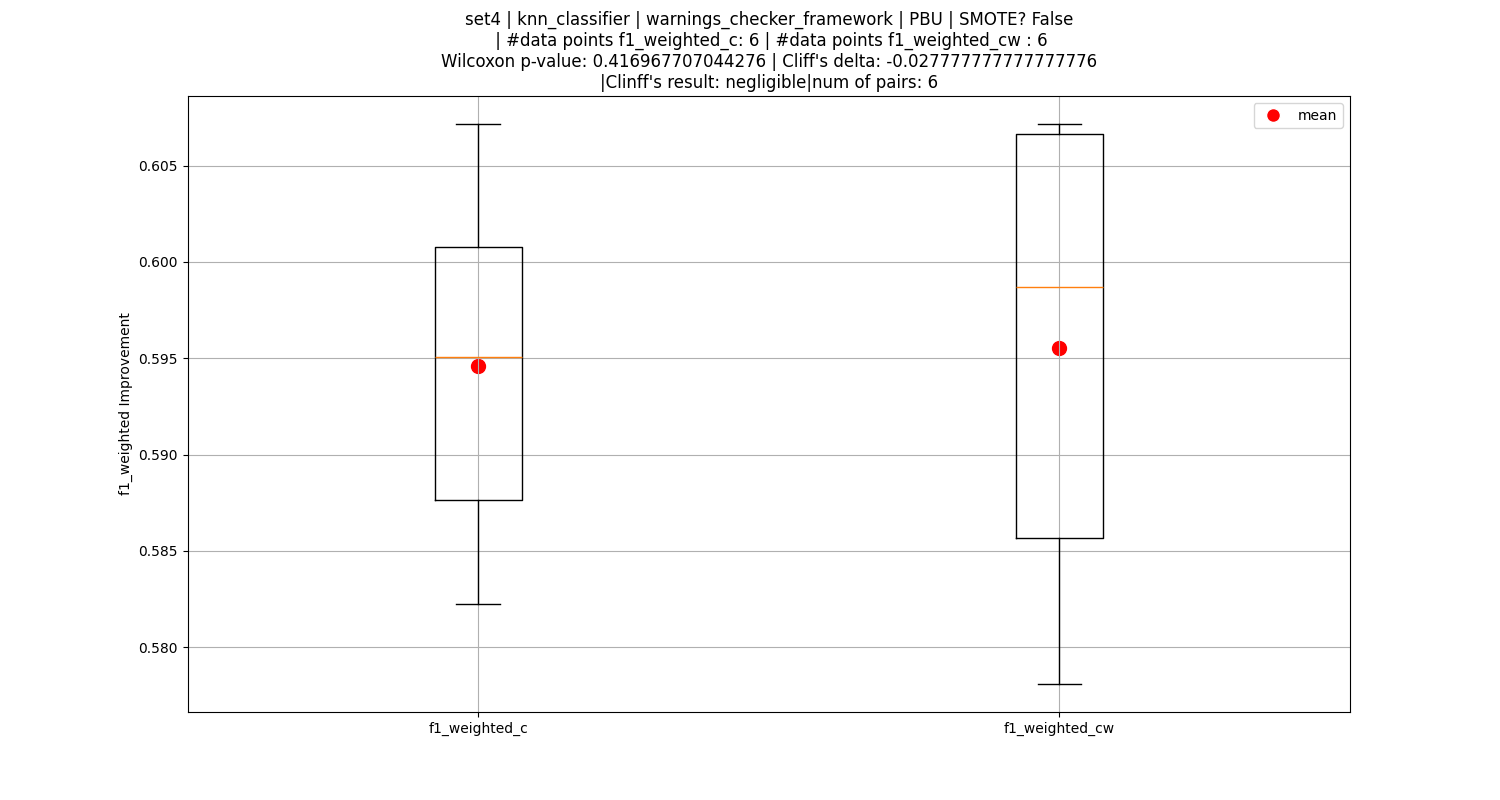 set4 | knn_classifier | warnings_checker_framework | PBU | SMOTE? False
| #data points f1_weighted_c: 6 | #data points f1_weighted_cw : 6
Wilcoxon p-value: 0.416967707044276 | Cliff's delta: -0.027777777777777776
|Clinff's result: negligible|num of pairs: 6
mean
f1_weighted Improvement
0.605
0.600
0.595
0.590
0.585
0.580
f1_weighted_c
f1_weighted_cw